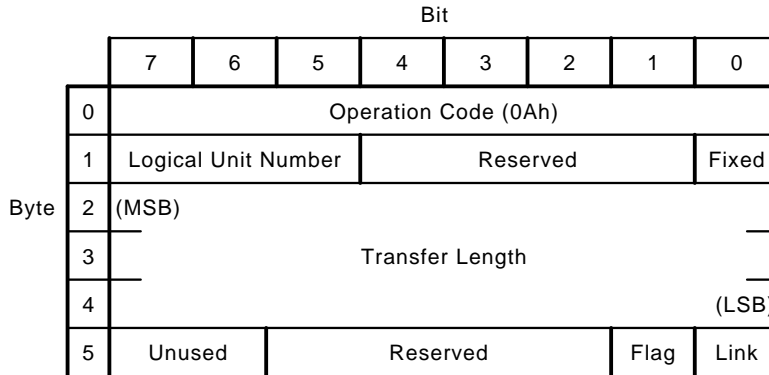 Bit
7 6 5 4 3 2 1 0
0 Operation Code (0Ah)
1 Logical Unit Number Reserved Fixed
Byte 2 (MSB)
3 Transfer Length
4 (LSB)
5 Unused Reserved Flag Link